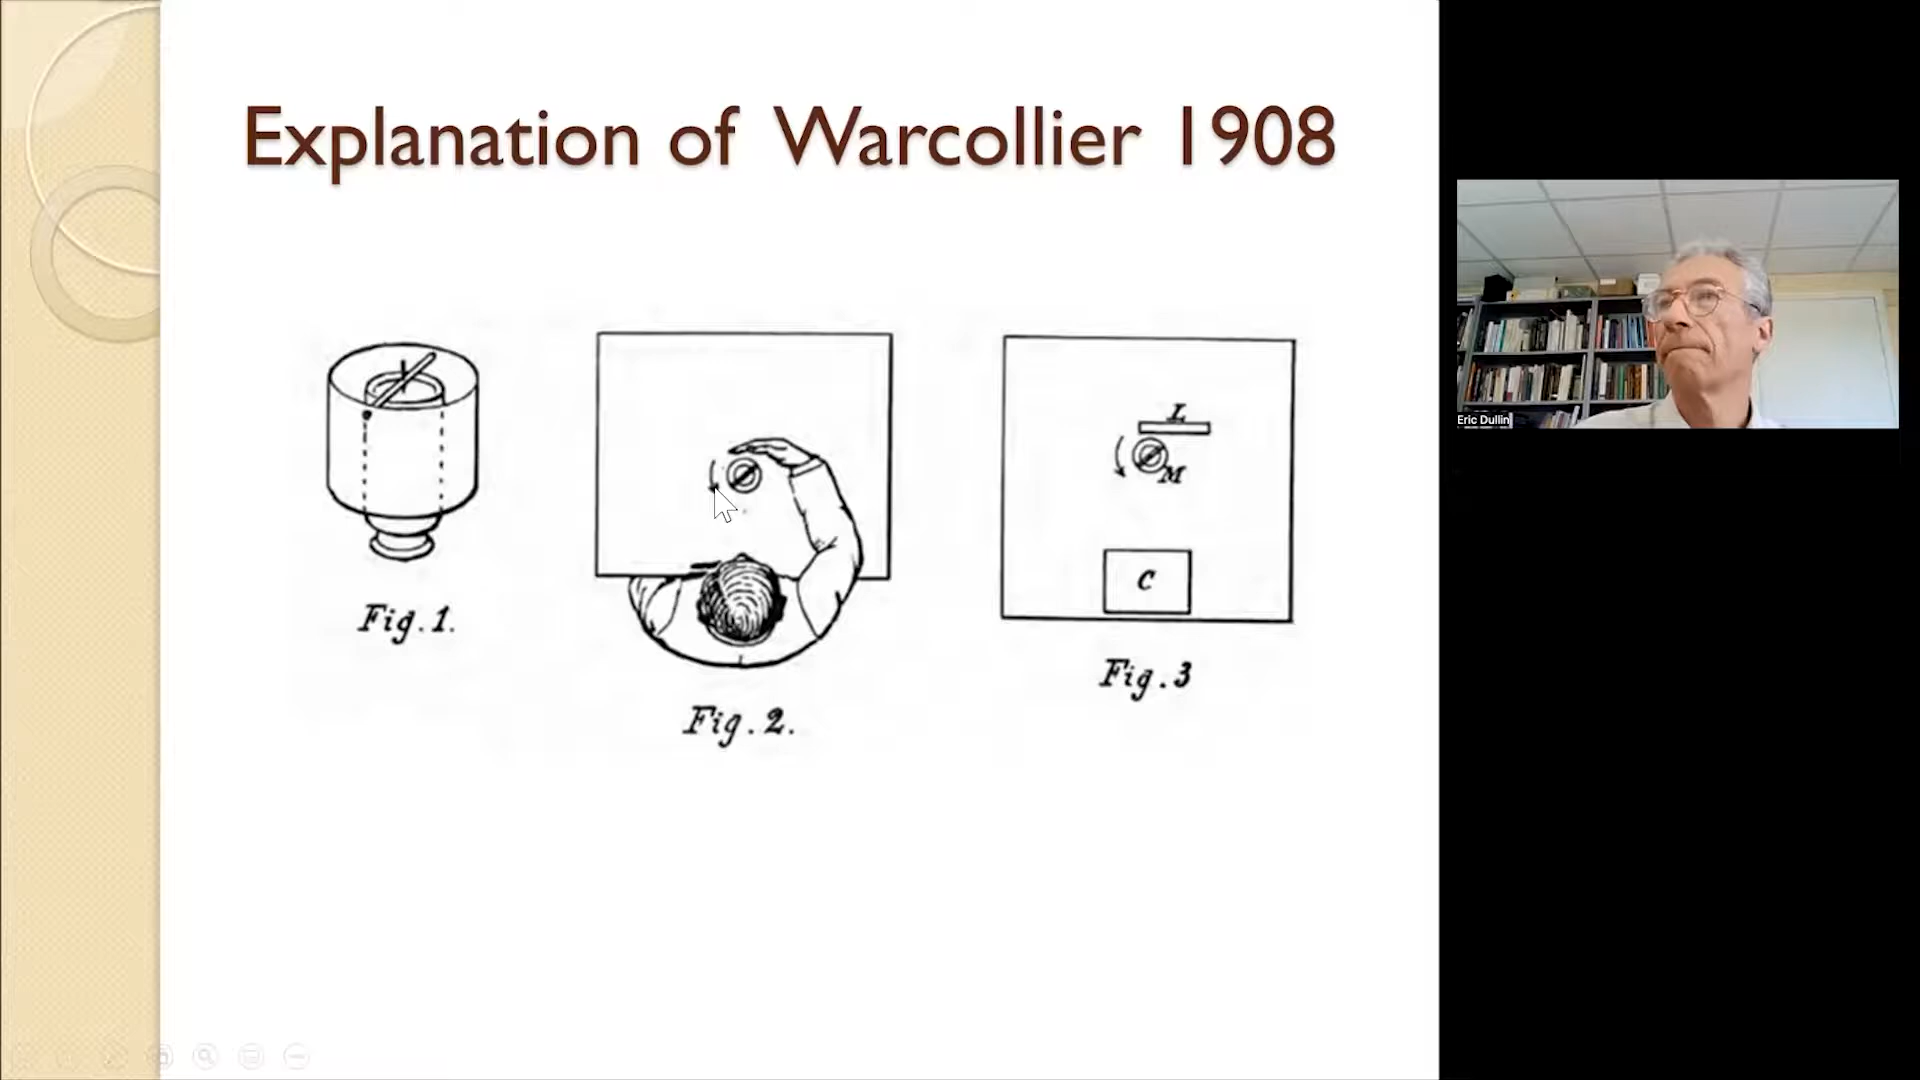 Explanation of Warcollier 1908
Fig. 1.
Fig. 2.
L
M
C
Fig. 3
Eric Dullin